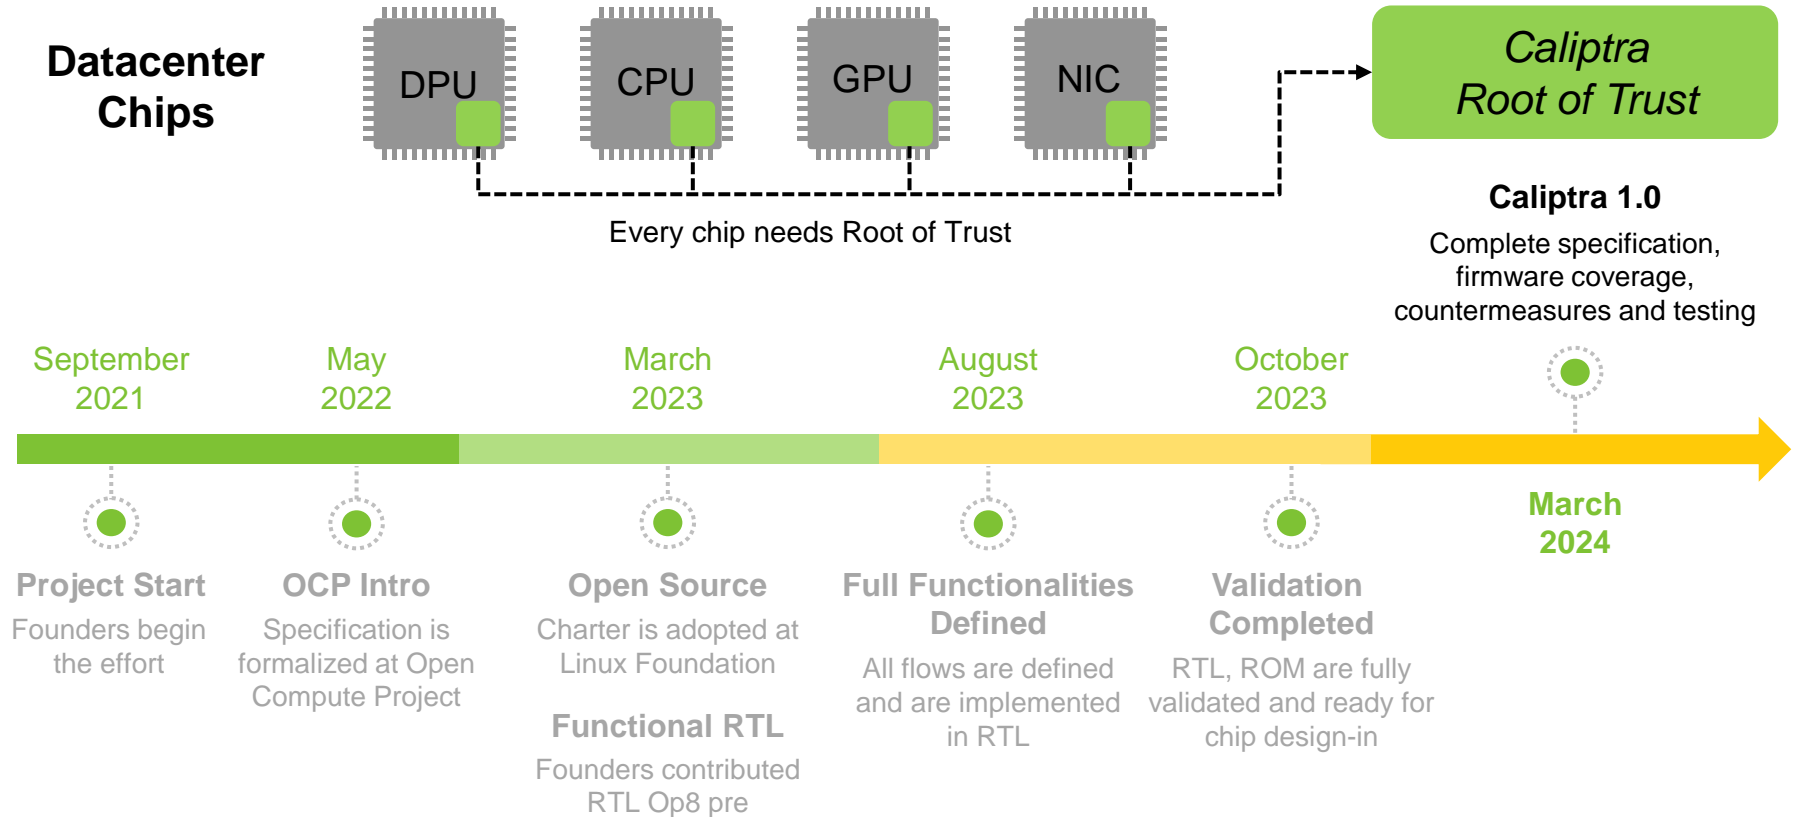 Datacenter
Chips
DPU
CPU
GPU
NIC
Caliptra
Root of Trust
Every chip needs Root of Trust
Caliptra 1.0
Complete specification,
firmware coverage,
countermeasures and testing
September
2021
May
2022
March
2023
August
2023
October
2023
March
2024
Project Start
Founders begin
the effort
OCP Intro
Specification is
formalized at Open
Compute Project
Open Source
Charter is adopted at
Linux Foundation
Functional RTL
Founders contributed
RTL Op8 pre
Full Functionalities
Defined
All flows are defined
and are implemented
in RTL
Validation
Completed
RTL, ROM are fully
validated and ready for
chip design-in